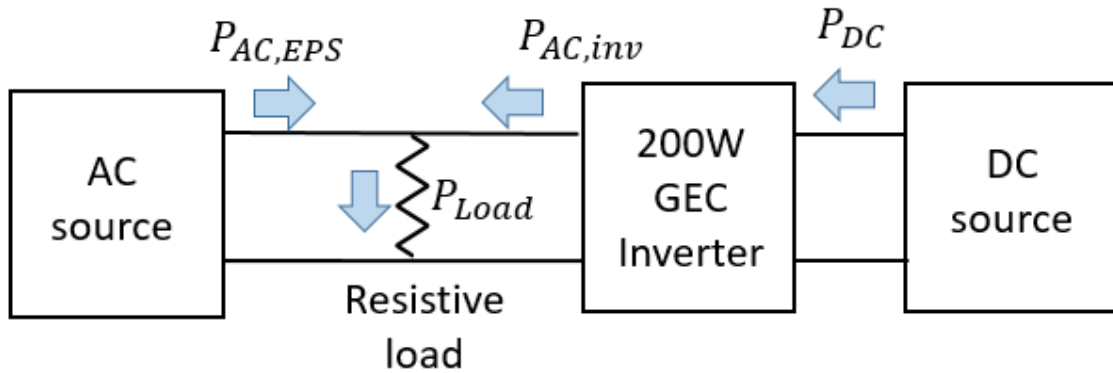 P_{AC,EPS}
P_{AC,inv}
P_{DC}
AC
source
P_{Load}
200W
GEC
Inverter
DC
source
Resistive
load